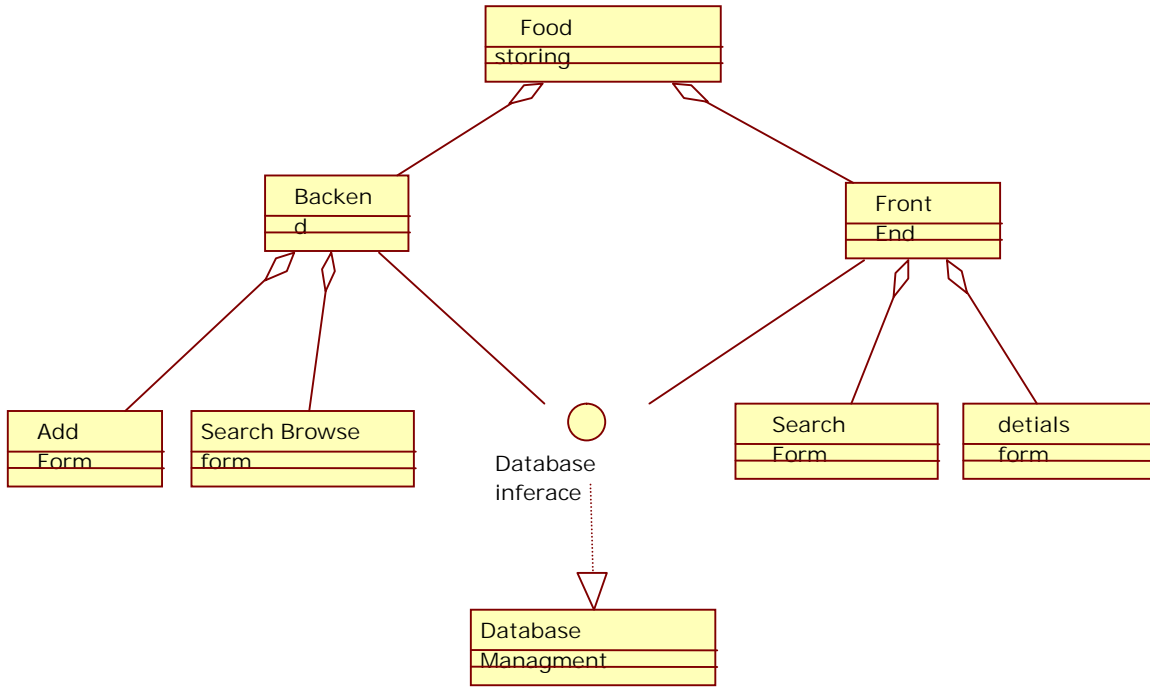 Food
storing
Backen
d
Front
End
Add
Form
Search Browse
form
Database
inferace
Search
Form
detials
form
Database
Managment